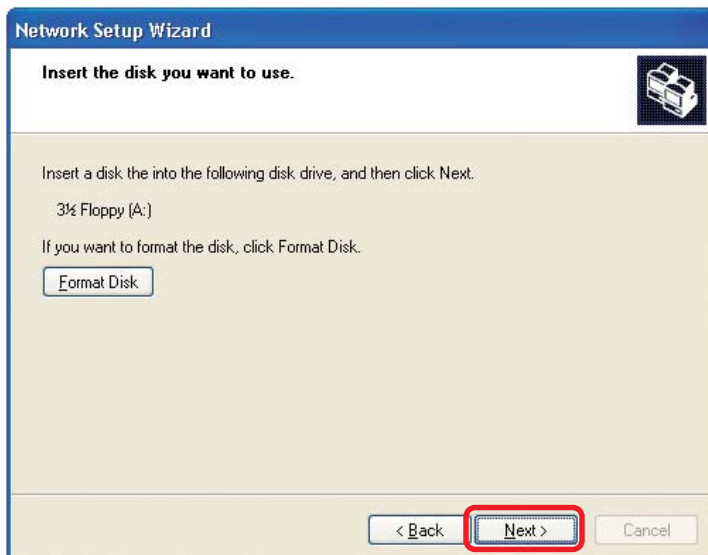 Network Setup Wizard
Insert the disk you want to use.
Insert a disk the into the following disk drive, and then click Next.
3½ Floppy (A:)
If you want to format the disk, click Format Disk.
Format Disk
< Back Next > Cancel